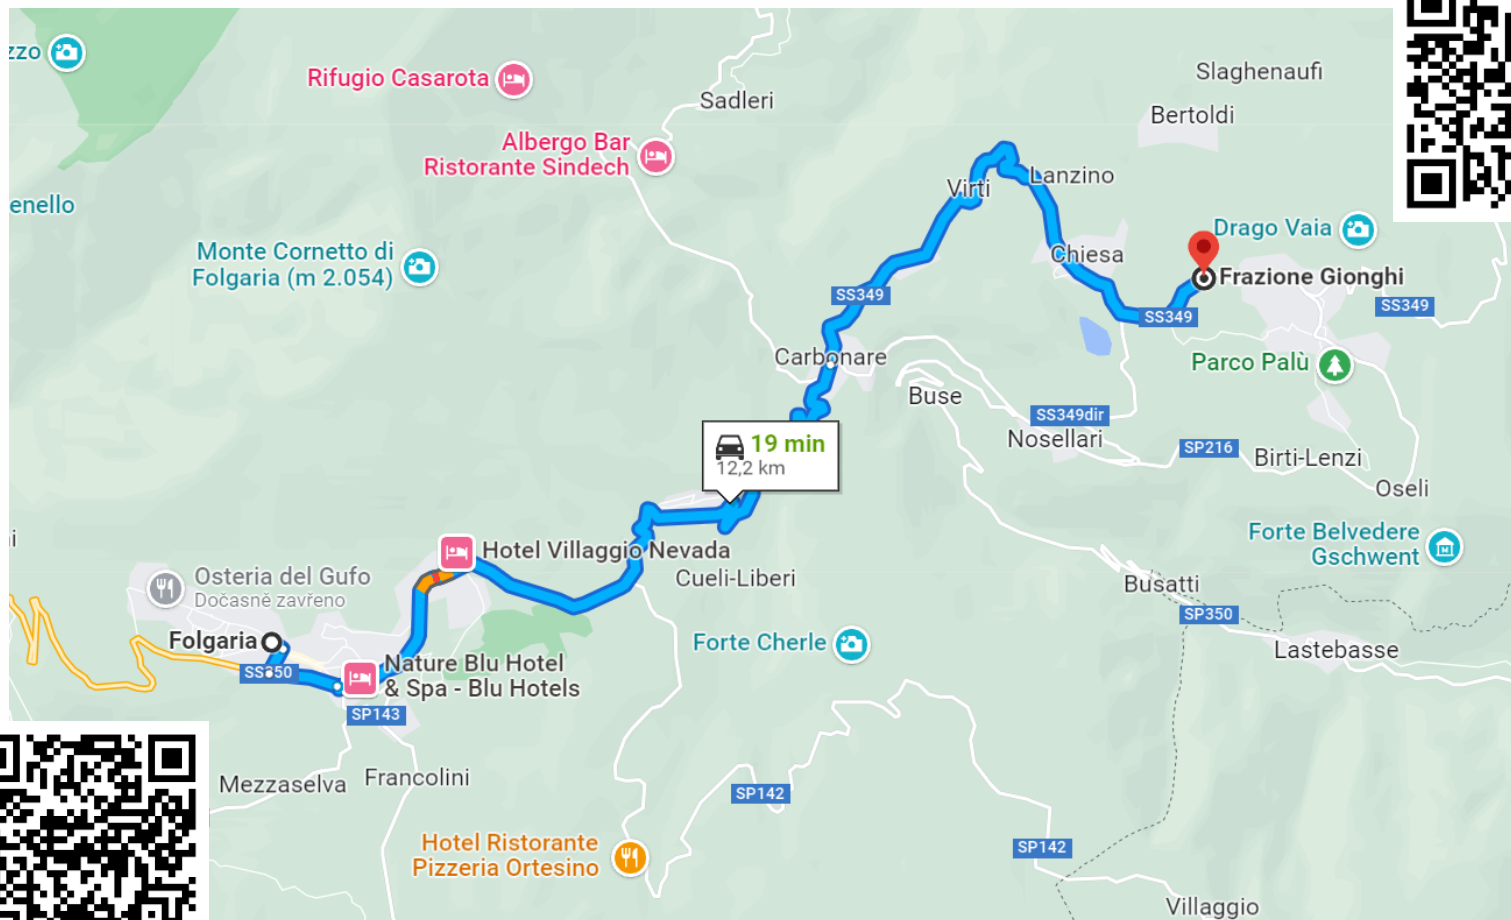 zzo
Rifugio Casarota
Sadleri
Slaghenaufi
Bertoldi
Albergo Bar
Ristorante Sindech
Virti
Lanzino
enello
Drago Vaia
Monte Cornetto di
Folgaria (m 2.054)
Chiesa
Frazione Gionghi
SS349
SS349
SS349
Carbonare
Parco Palù
Buse
SS349dir
Nosellari
19 min
12,2 km
SP216
Birti-Lenzi
Oseli
Forte Belvedere
Gschwent
Hotel Villaggio Nevada
Cueli-Liberi
Busatti
Osteria del Gufo
Dočasně zavřeno
SP350
Folgaria
Forte Cherle
Lastebasse
SS350
Nature Blu Hotel
& Spa - Blu Hotels
SP143
Mezzaselva
Francolini
SP142
Hotel Ristorante
Pizzeria Ortesino
SP142
Villaggio